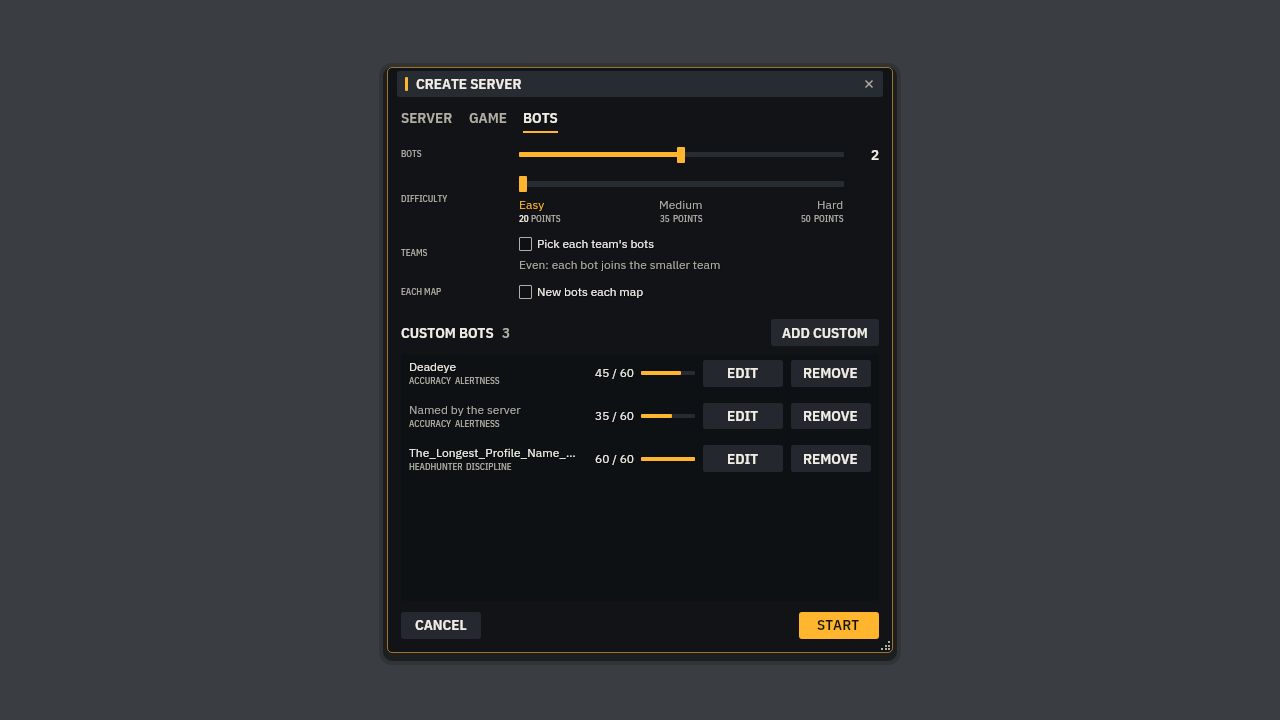 CREATE SERVER ×
SERVER GAME BOTS
BOTS 2
DIFFICULTY
Easy Medium Hard
20 POINTS 35 POINTS 50 POINTS
TEAMS
Pick each team's bots
Even: each bot joins the smaller team
EACH MAP New bots each map
CUSTOM BOTS 3 ADD CUSTOM
Deadeye
ACCURACY ALERTNESS
45 / 60 EDIT REMOVE
Named by the server
ACCURACY ALERTNESS
35 / 60 EDIT REMOVE
The_Longest_Profile_Name_...
HEADHUNTER DISCIPLINE
60 / 60 EDIT REMOVE
CANCEL START